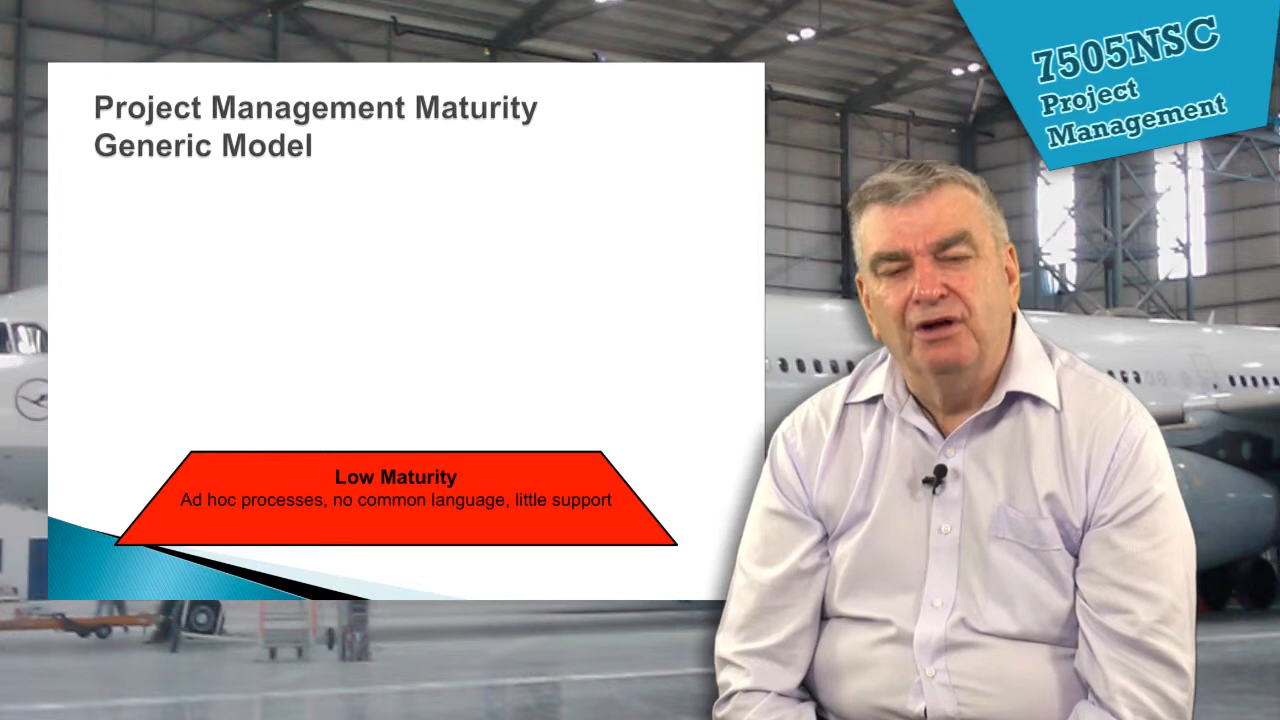 Project Management Maturity
Generic Model
Low Maturity
Ad hoc processes, no common language, little support
7505NSC
Project
Management